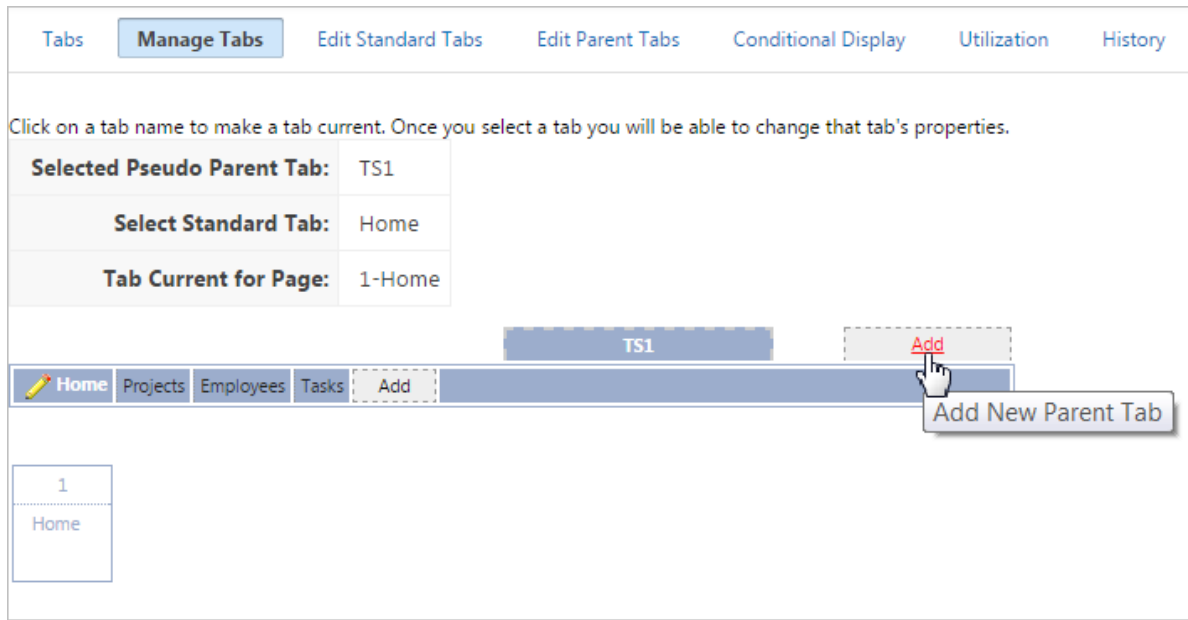 Tabs Manage Tabs Edit Standard Tabs Edit Parent Tabs Conditional Display Utilization History
Click on a tab name to make a tab current. Once you select a tab you will be able to change that tab's properties.
Selected Pseudo Parent Tab: TS1
Select Standard Tab: Home
Tab Current for Page: 1-Home
TS1 Add
Home Projects Employees Tasks Add
Add New Parent Tab
1
Home